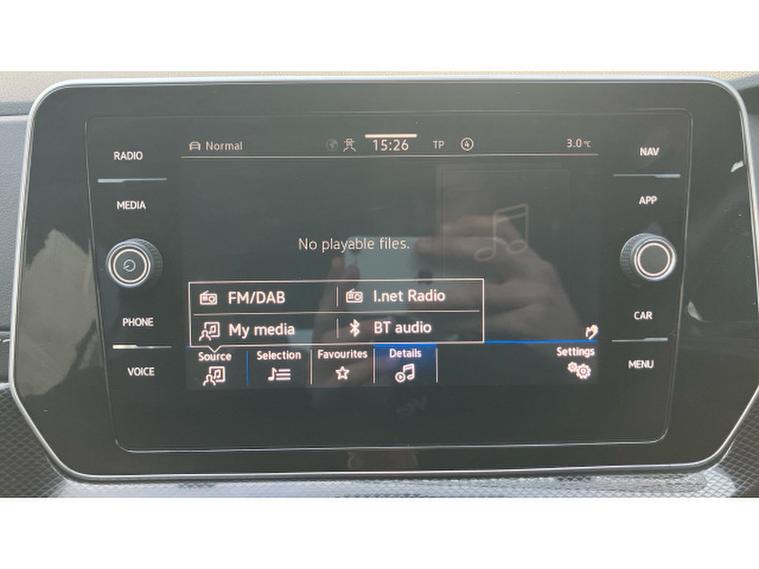 RADIO
MEDIA
PHONE
VOICE
Normal 15:26 TP 4 3.0°C
No playable files.
FM/DAB I.net Radio
My media BT audio
Source Selection Favourites Details Settings
NAV
APP
CAR
MENU